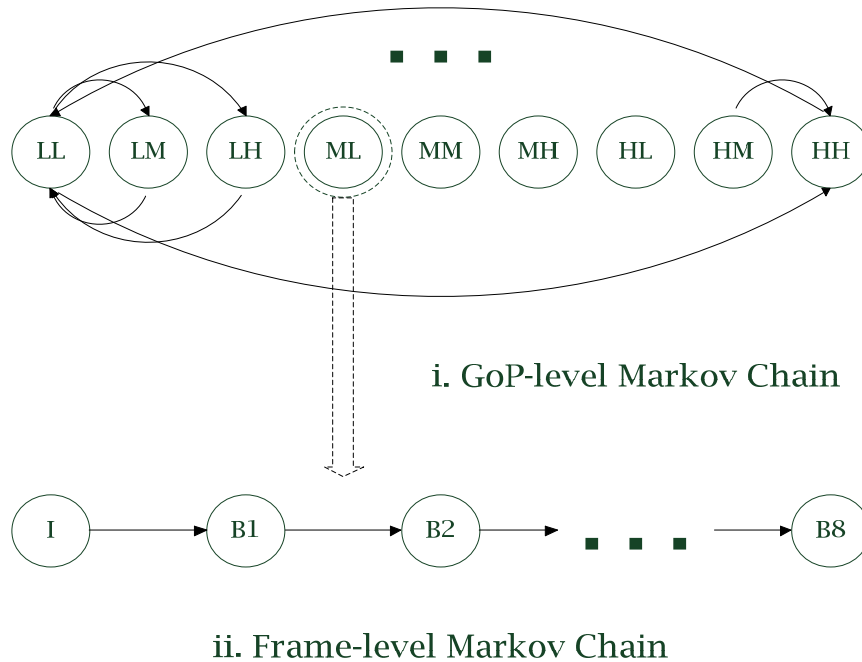 LL LM LH ML MM MH HL HM HH
i. GoP-level Markov Chain
I B1 B2 B8
ii. Frame-level Markov Chain